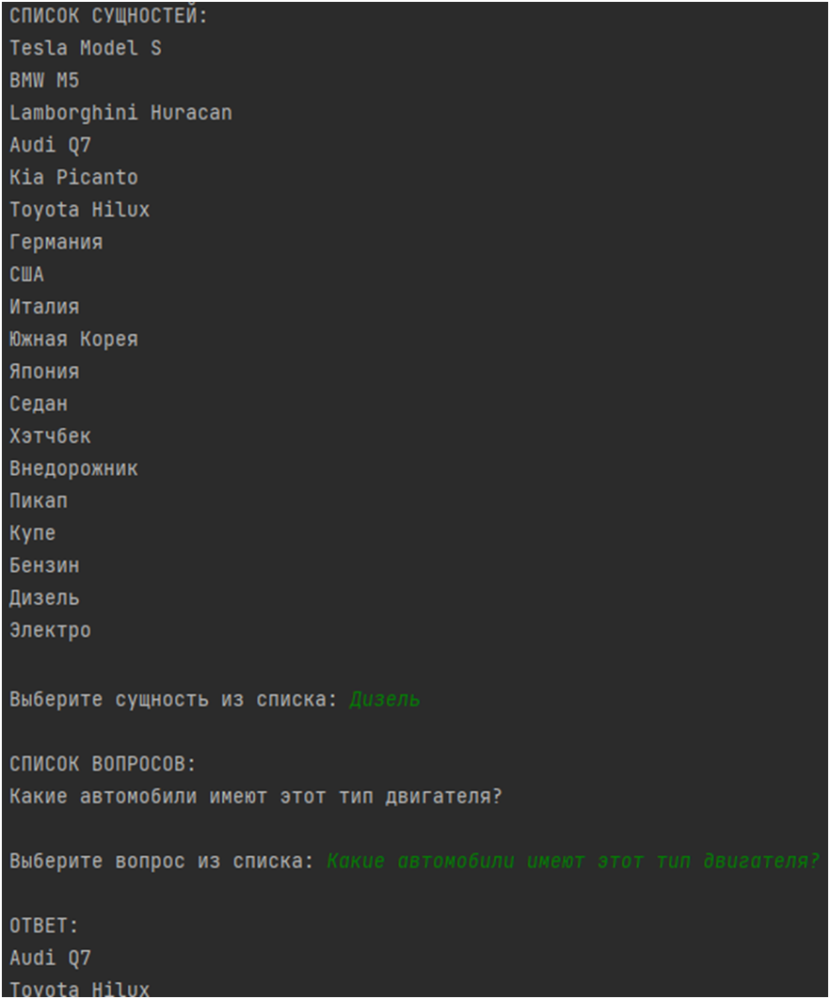 СПИСОК СУЩНОСТЕЙ:
Tesla Model S
BMW M5
Lamborghini Huracan
Audi Q7
Kia Picanto
Toyota Hilux
Германия
США
Италия
Южная Корея
Япония
Седан
Хэтчбек
Внедорожник
Пикап
Купе
Бензин
Дизель
Электро
Выберите сущность из списка: Дизель
СПИСОК ВОПРОСОВ:
Какие автомобили имеют этот тип двигателя?
Выберите вопрос из списка: Какие автомобили имеют этот тип двигателя?
ОТВЕТ:
Audi Q7
Toyota Hilux